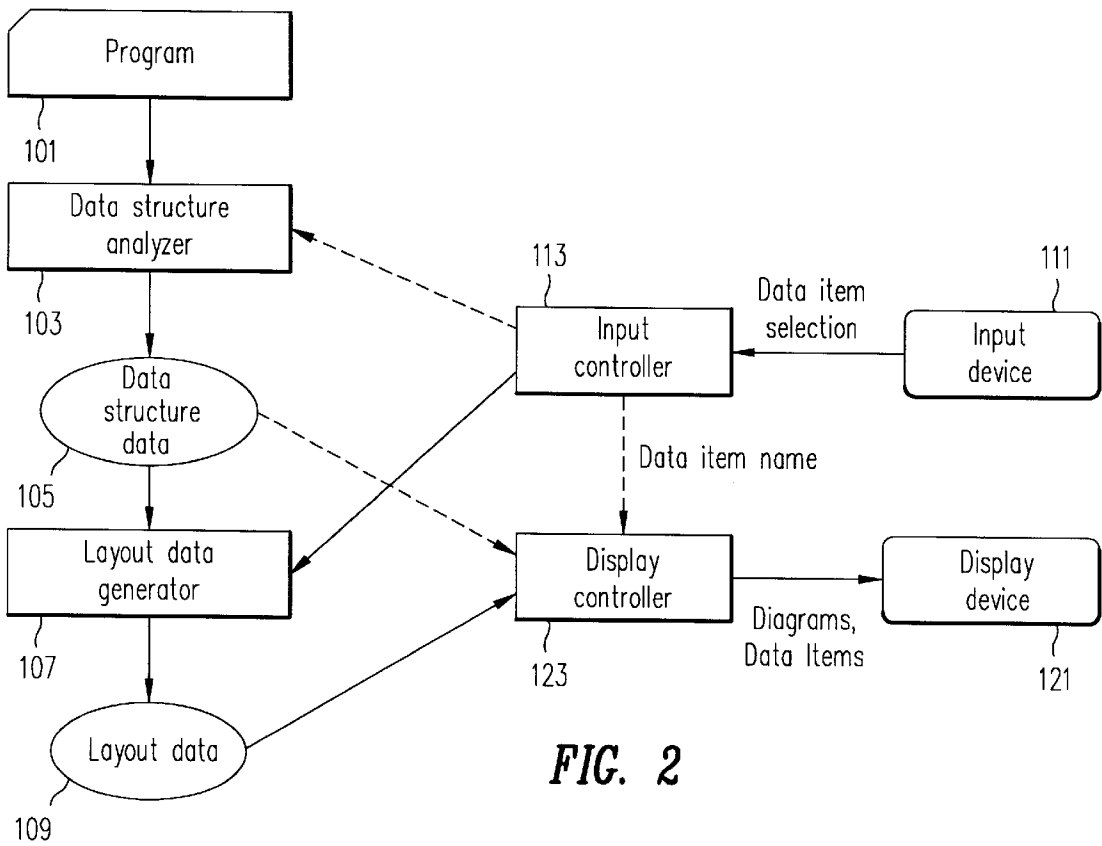 Program
101
Data structure
analyzer
103
Data
structure
data
105
Layout data
generator
107
Layout data
109
113
Input
controller
Data item
selection
111
Input
device
Data item name
Display
controller
123
Diagrams,
Data Items
Display
device
121
FIG. 2